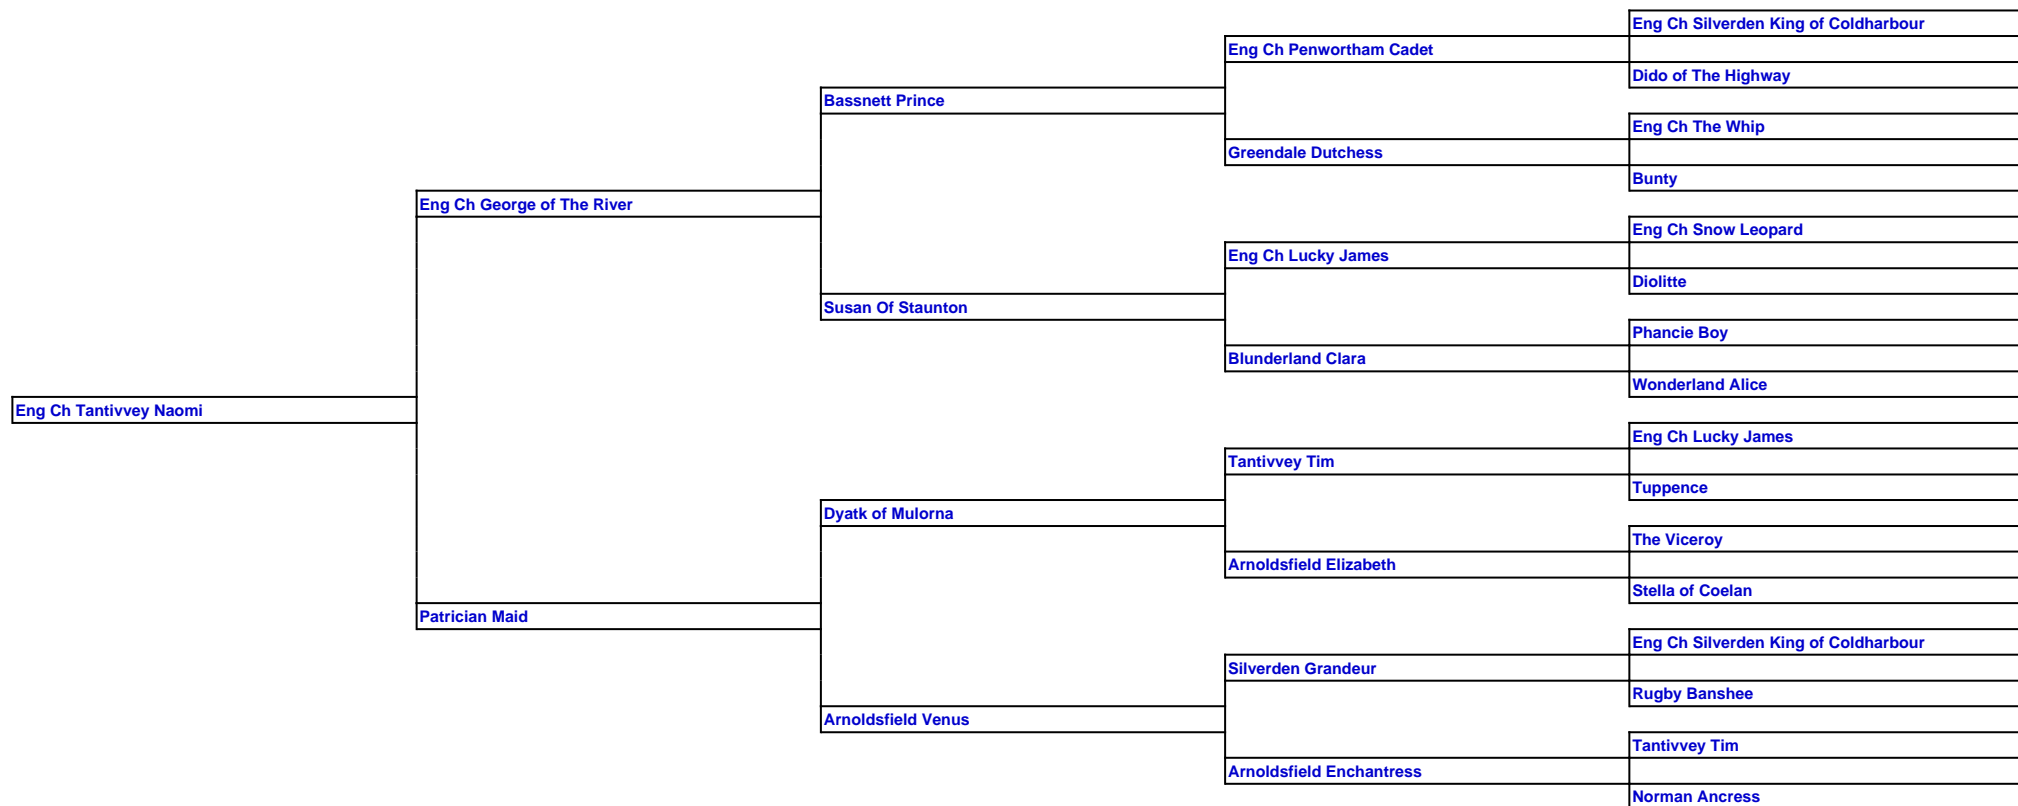 Eng Ch Silverden King of Coldharbour
Eng Ch Penwortham Cadet
Dido of The Highway
Bassnett Prince
Eng Ch The Whip
Greendale Dutchess
Bunty
Eng Ch George of The River
Eng Ch Snow Leopard
Eng Ch Lucky James
Diolitte
Susan Of Staunton
Phancie Boy
Blunderland Clara
Wonderland Alice
Eng Ch Tantivvey Naomi
Eng Ch Lucky James
Tantivvey Tim
Tuppence
Dyatk of Mulorna
The Viceroy
Arnoldsfield Elizabeth
Stella of Coelan
Patrician Maid
Eng Ch Silverden King of Coldharbour
Silverden Grandeur
Rugby Banshee
Arnoldsfield Venus
Tantivvey Tim
Arnoldsfield Enchantress
Norman Ancress